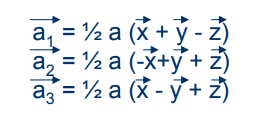 a₁ = ½ a (x + y - z)
a₂ = ½ a (-x+y + z)
a₃ = ½ a (x - y + z)